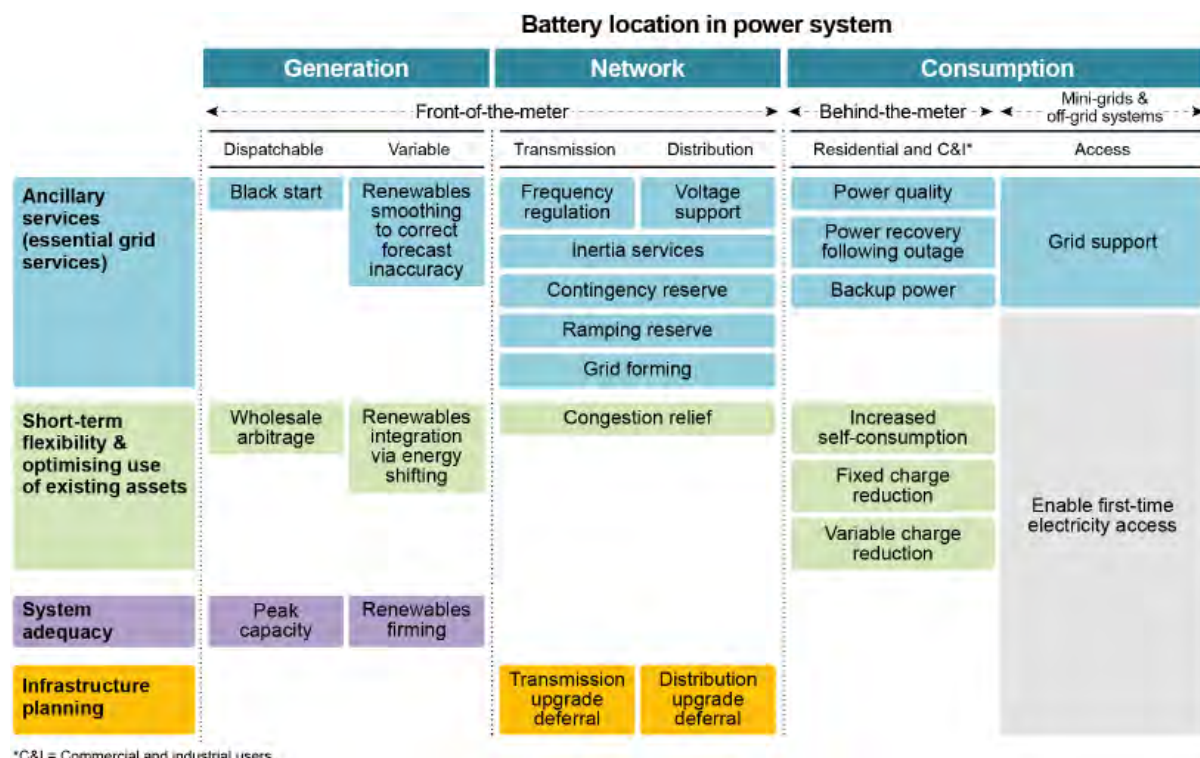 Battery location in power system
Generation
Network
Consumption
Front-of-the-meter
Behind-the-meter
Mini-grids &
off-grid systems
Dispatchable
Variable
Transmission
Distribution
Residential and C&I*
Access
Ancillary
services
(essential grid
services)
Black start
Renewables
smoothing
to correct
forecast
inaccuracy
Frequency
regulation
Voltage
support
Inertia services
Contingency reserve
Ramping reserve
Grid forming
Power quality
Power recovery
following outage
Backup power
Grid support
Short-term
flexibility &
optimising use
of existing assets
Wholesale
arbitrage
Renewables
integration
via energy
shifting
Congestion relief
Increased
self-consumption
Fixed charge
reduction
Variable charge
reduction
Enable first-time
electricity access
System
adequacy
Peak
capacity
Renewables
firming
Infrastructure
planning
Transmission
upgrade
deferral
Distribution
upgrade
deferral
*C&I = Commercial and industrial users